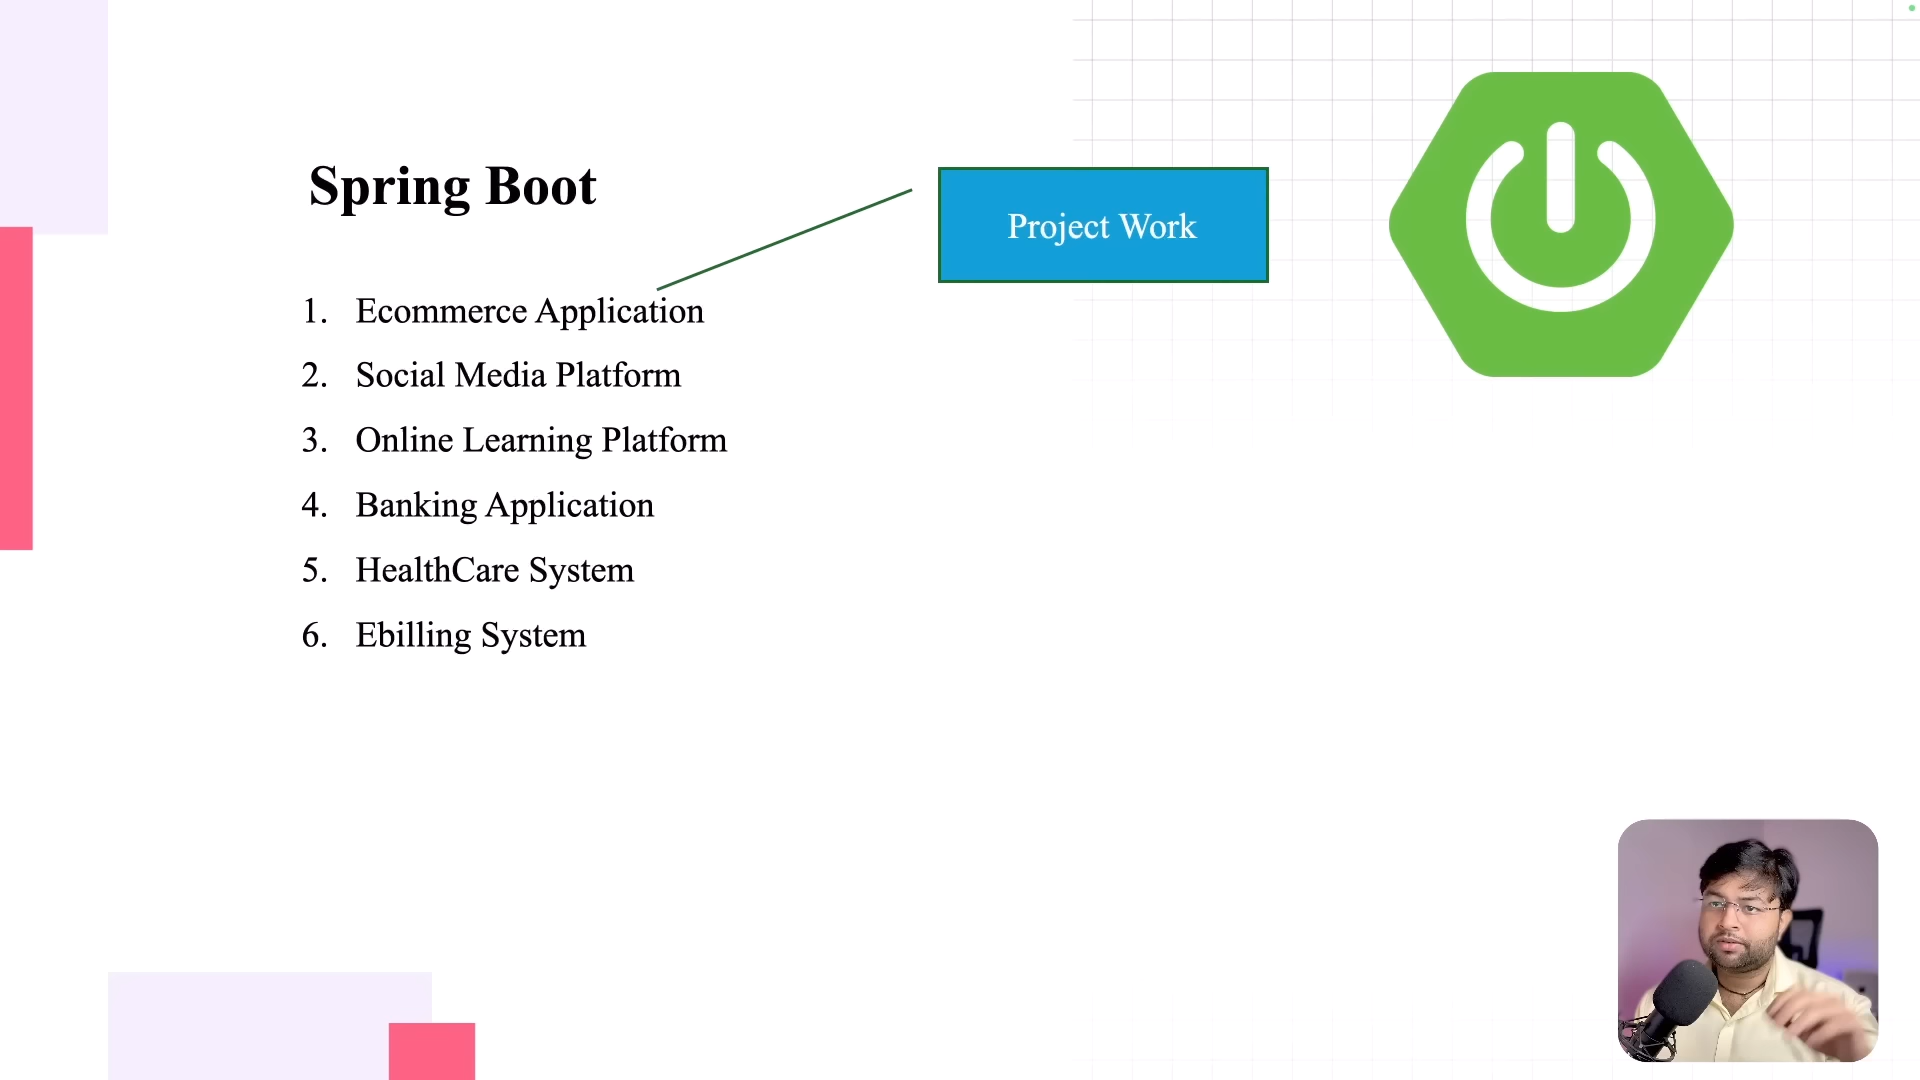 Spring Boot
Project Work
1. Ecommerce Application
2. Social Media Platform
3. Online Learning Platform
4. Banking Application
5. HealthCare System
6. Ebilling System